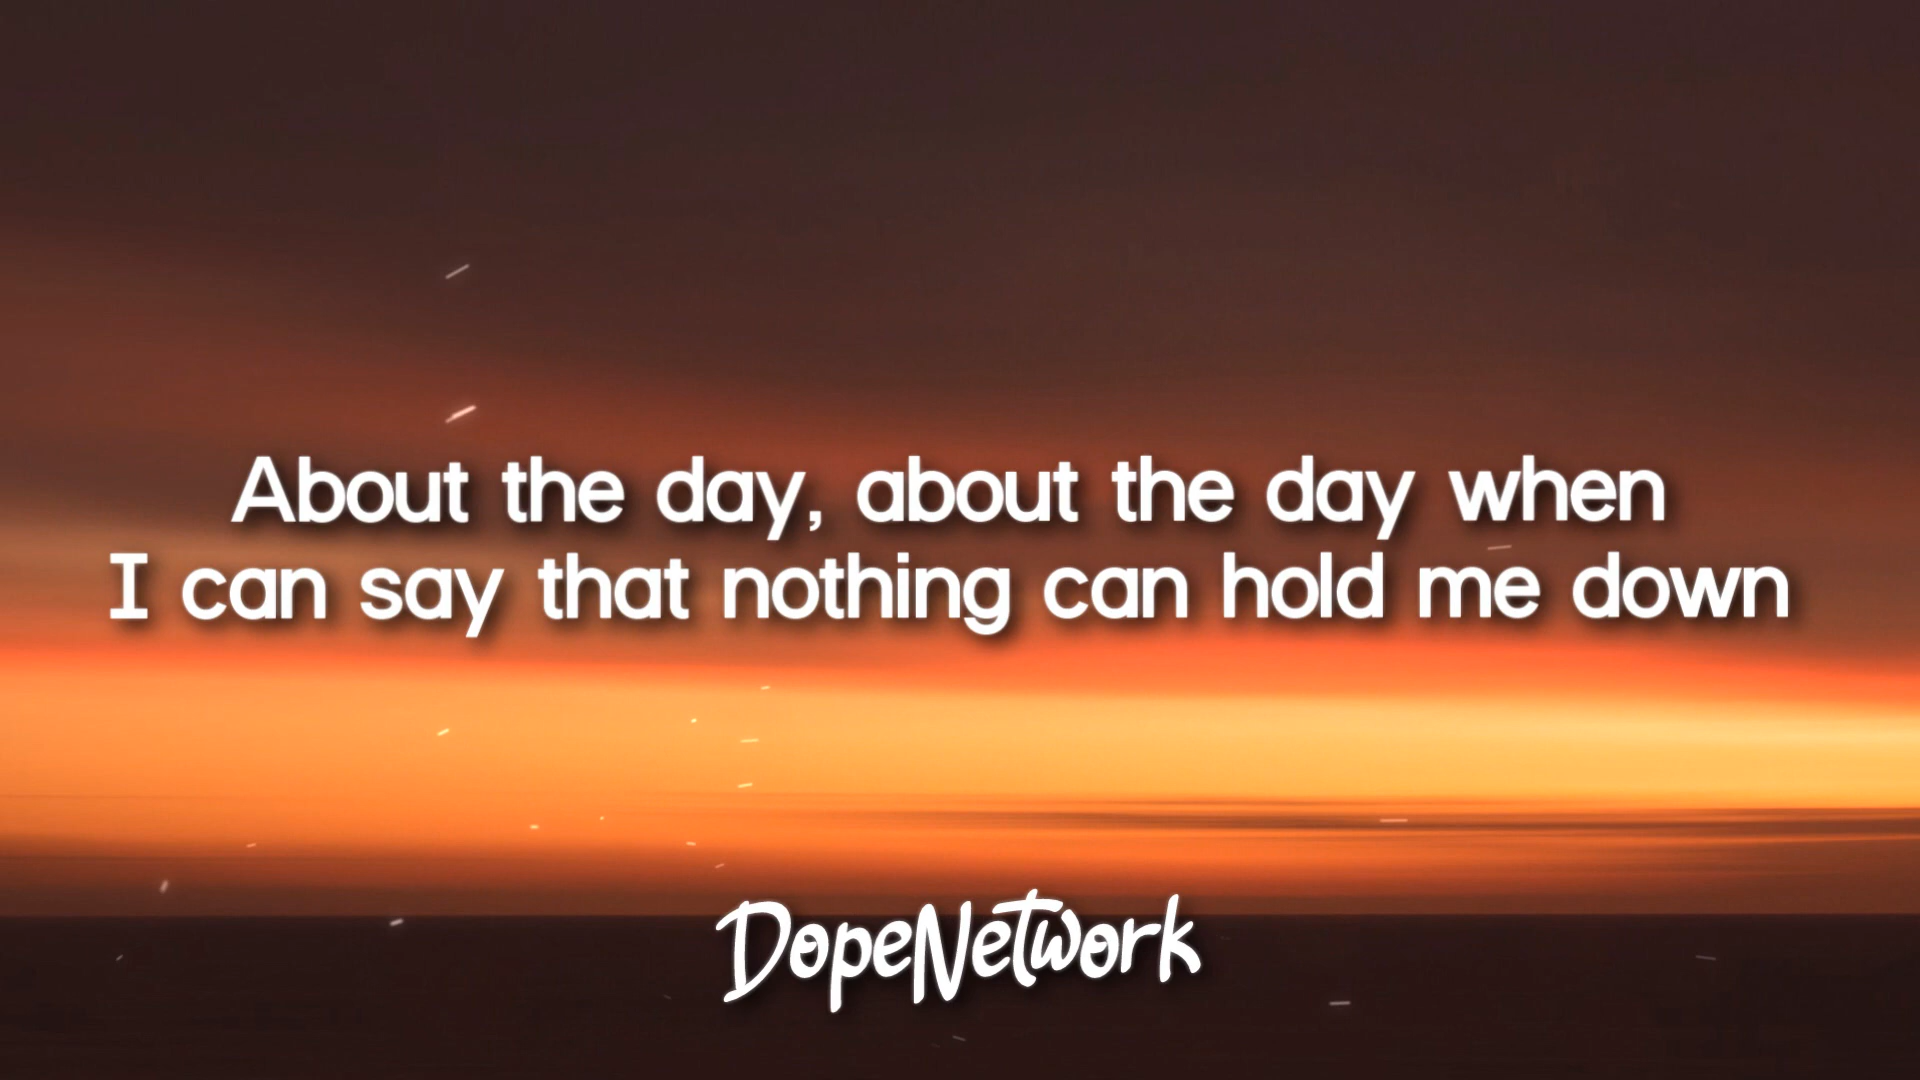 About the day, about the day when
I can say that nothing can hold me down
DopeNetwork